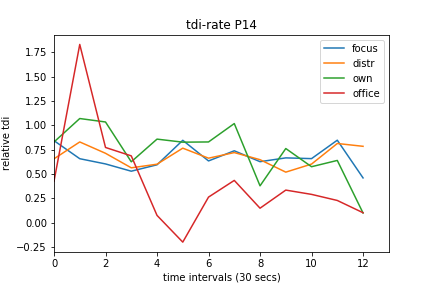 tdi-rate P14
focus
distr
own
office
relative tdi
1.75
1.50
1.25
1.00
0.75
0.50
0.25
0.00
−0.25
0 2 4 6 8 10 12
time intervals (30 secs)